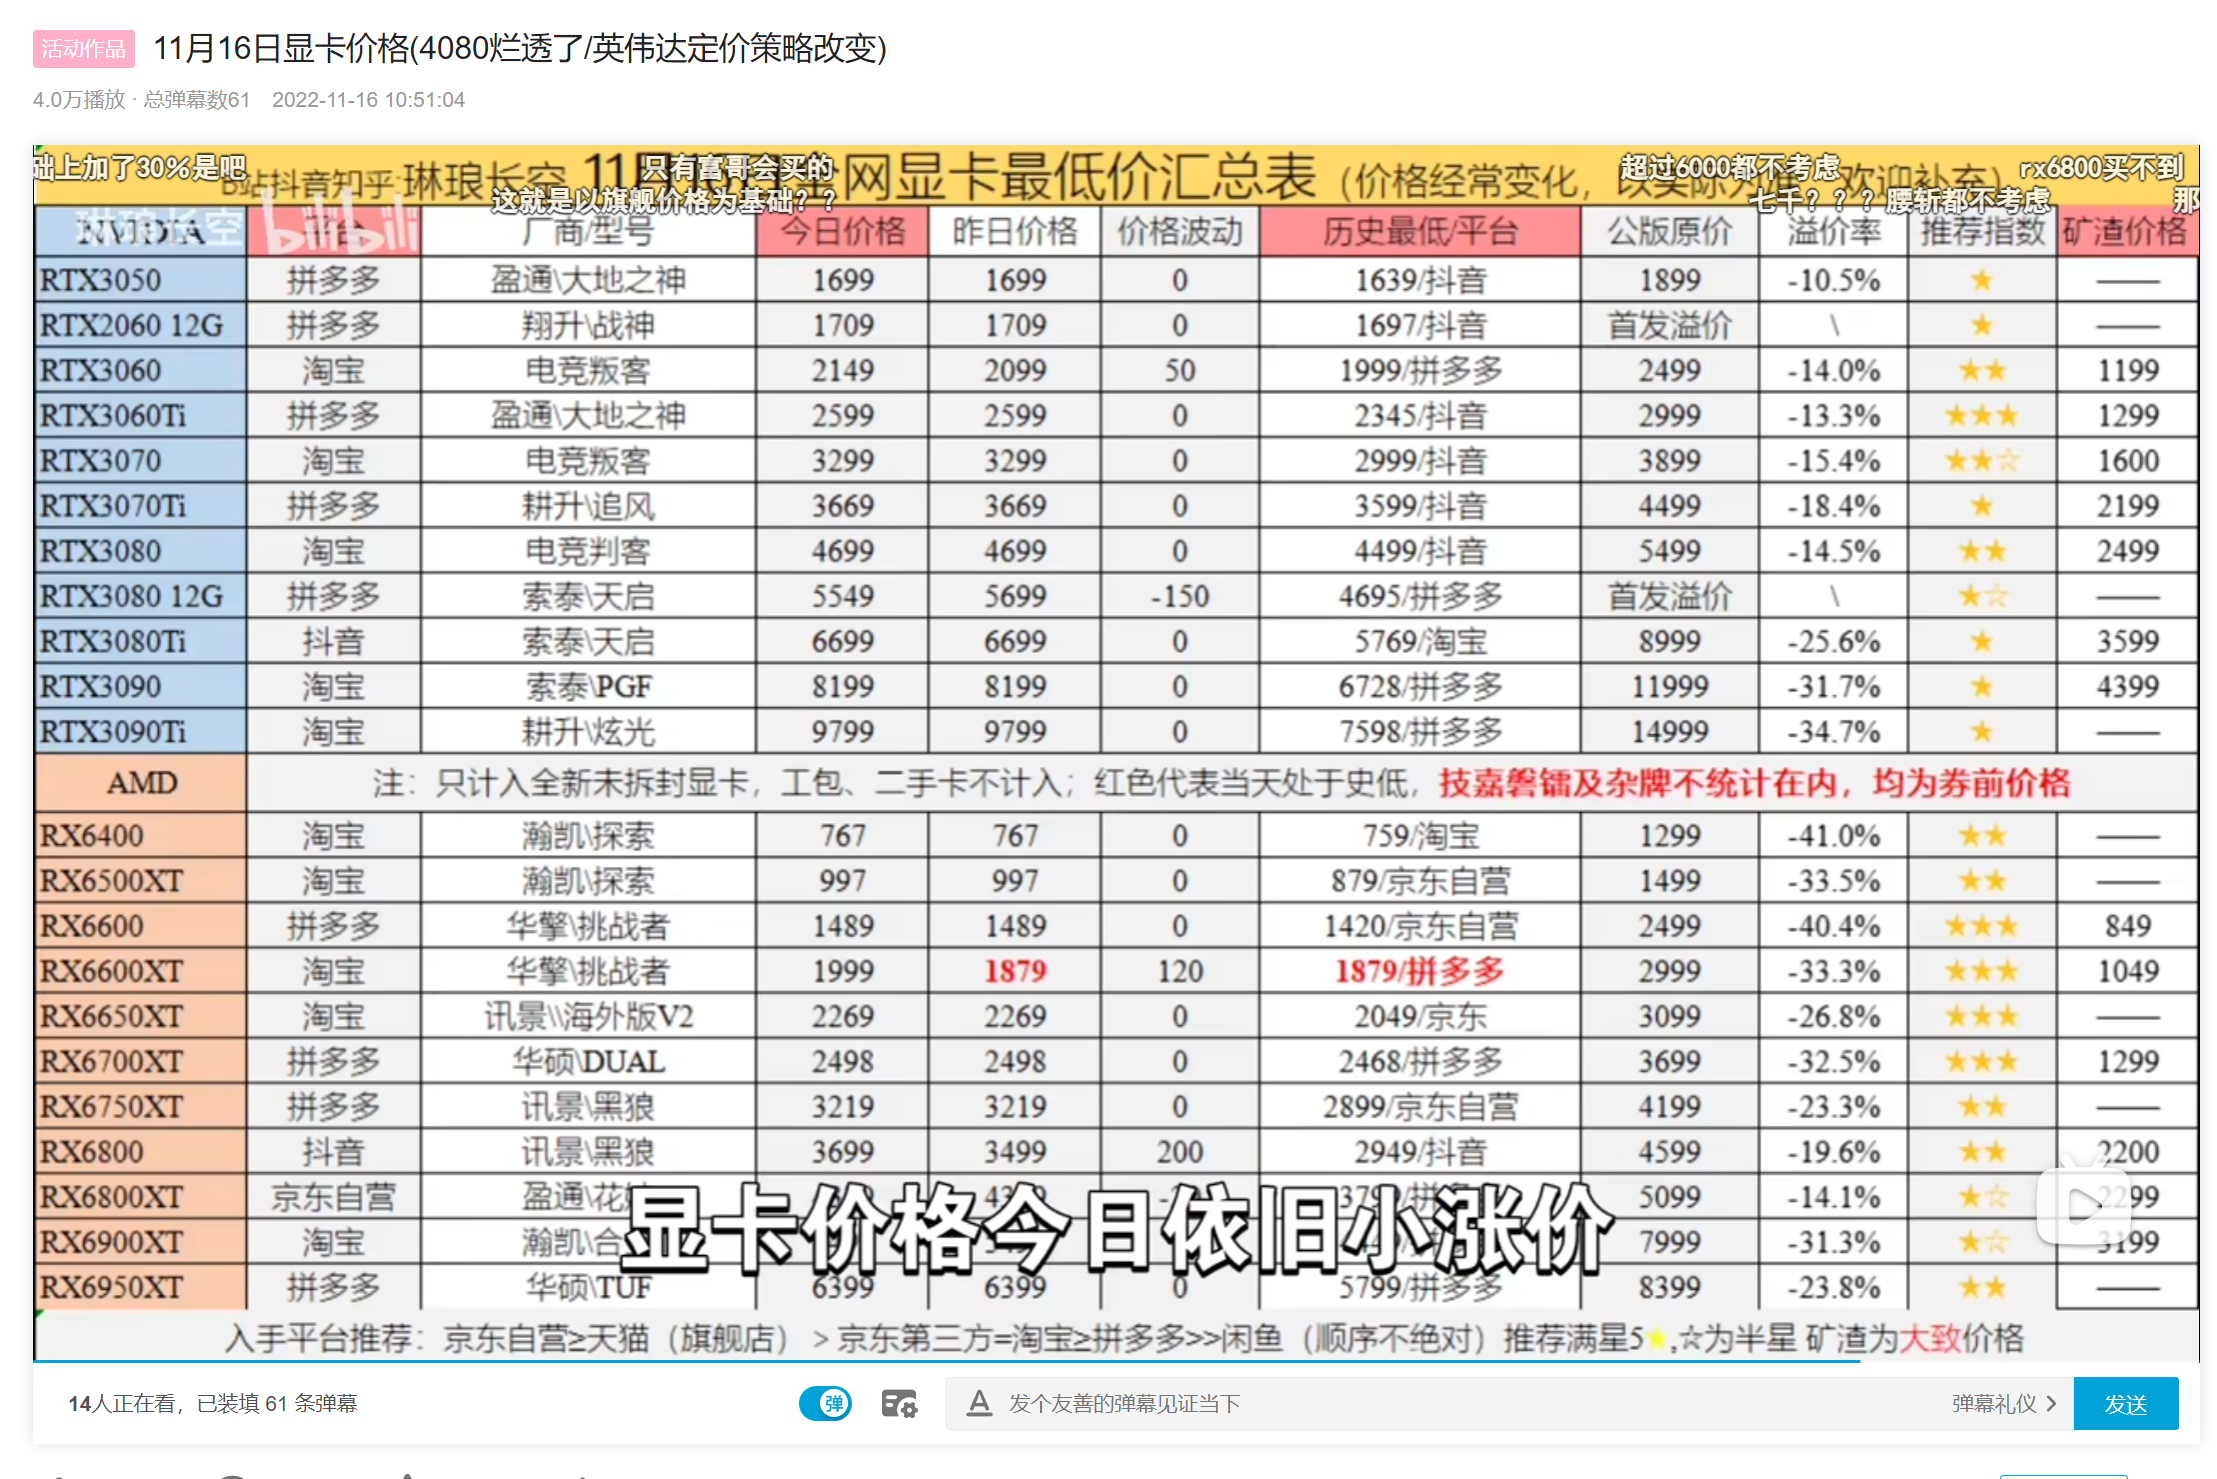 活动作品 11月16日显卡价格(4080烂透了/英伟达定价策略改变)
4.0万播放 · 总弹幕数61 2022-11-16 10:51:04
础上加了30%是吧 只有富哥会买的 超过6000都不考虑 rx6800买不到
B站抖音知乎:琳琅长空 网显卡最低价汇总表（价格经常变化， 欢迎补充）
这就是以旗舰价格为基础？？ 七千？？？腰斩都不考虑 那
琳琅长空 bilibili
NVIDIA 平台 厂商/型号 今日价格 昨日价格 价格波动 历史最低/平台 公版原价 溢价率 推荐指数 矿渣价格
RTX3050 拼多多 盈通\大地之神 1699 1699 0 1639/抖音 1899 -10.5% ★ ——
RTX2060 12G 拼多多 翔升\战神 1709 1709 0 1697/抖音 首发溢价 \ ★ ——
RTX3060 淘宝 电竞叛客 2149 2099 50 1999/拼多多 2499 -14.0% ★★ 1199
RTX3060Ti 拼多多 盈通\大地之神 2599 2599 0 2345/抖音 2999 -13.3% ★★★ 1299
RTX3070 淘宝 电竞叛客 3299 3299 0 2999/抖音 3899 -15.4% ★★☆ 1600
RTX3070Ti 拼多多 耕升\追风 3669 3669 0 3599/抖音 4499 -18.4% ★ 2199
RTX3080 淘宝 电竞判客 4699 4699 0 4499/抖音 5499 -14.5% ★★ 2499
RTX3080 12G 拼多多 索泰\天启 5549 5699 -150 4695/拼多多 首发溢价 \ ★☆ ——
RTX3080Ti 抖音 索泰\天启 6699 6699 0 5769/淘宝 8999 -25.6% ★ 3599
RTX3090 淘宝 索泰\PGF 8199 8199 0 6728/拼多多 11999 -31.7% ★ 4399
RTX3090Ti 淘宝 耕升\炫光 9799 9799 0 7598/拼多多 14999 -34.7% ★ ——
AMD 注：只计入全新未拆封显卡，工包、二手卡不计入；红色代表当天处于史低，技嘉磐镭及杂牌不统计在内，均为券前价格
RX6400 淘宝 瀚凯\探索 767 767 0 759/淘宝 1299 -41.0% ★★ ——
RX6500XT 淘宝 瀚凯\探索 997 997 0 879/京东自营 1499 -33.5% ★★ ——
RX6600 拼多多 华擎\挑战者 1489 1489 0 1420/京东自营 2499 -40.4% ★★★ 849
RX6600XT 淘宝 华擎\挑战者 1999 1879 120 1879/拼多多 2999 -33.3% ★★★ 1049
RX6650XT 淘宝 讯景\\海外版V2 2269 2269 0 2049/京东 3099 -26.8% ★★★ ——
RX6700XT 拼多多 华硕\DUAL 2498 2498 0 2468/拼多多 3699 -32.5% ★★★ 1299
RX6750XT 拼多多 讯景\黑狼 3219 3219 0 2899/京东自营 4199 -23.3% ★★ ——
RX6800 抖音 讯景\黑狼 3699 3499 200 2949/抖音 4599 -19.6% ★★ 2200
RX6800XT 京东自营 盈通\花 5099 -14.1% ★☆ 2299
显卡价格今日依旧小涨价
RX6900XT 淘宝 瀚凯\合 7999 -31.3% ★☆ 3199
RX6950XT 拼多多 华硕\TUF 6399 6399 0 5799/拼多多 8399 -23.8% ★★ ——
入手平台推荐：京东自营≥天猫（旗舰店）＞京东第三方=淘宝≥拼多多>>闲鱼（顺序不绝对）推荐满星5★,☆为半星 矿渣为大致价格
14人正在看，已装填 61 条弹幕 弹 A 发个友善的弹幕见证当下 弹幕礼仪 > 发送